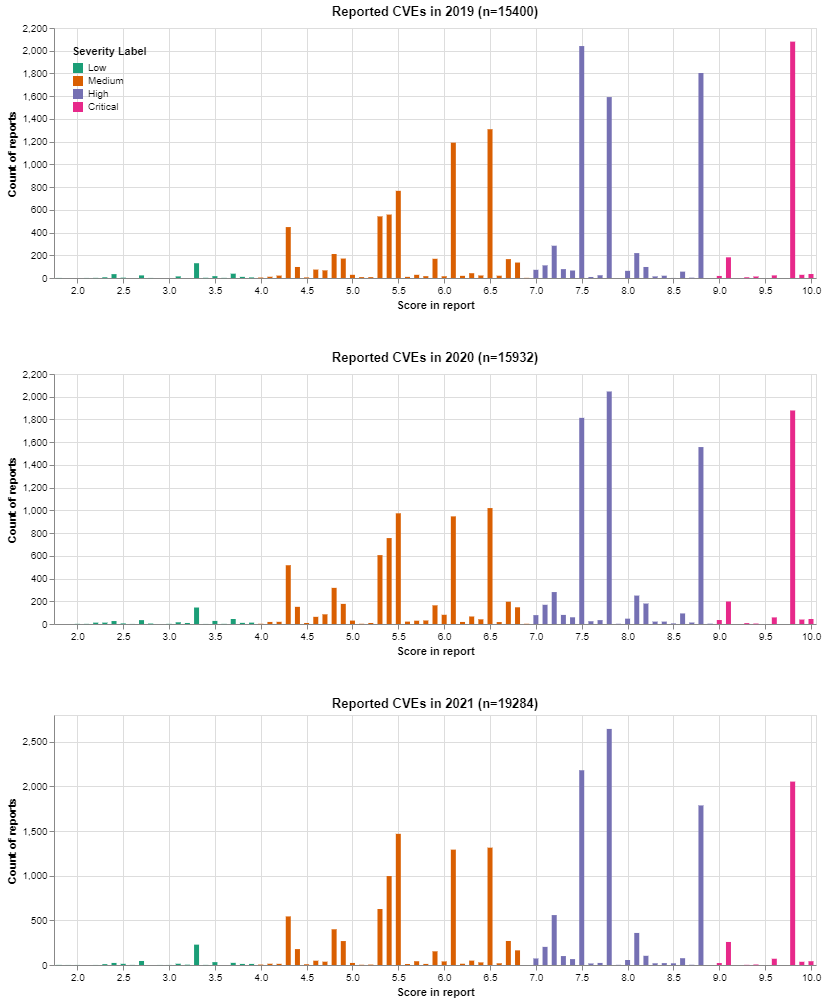 Reported CVEs in 2019 (n=15400)
2,200
2,000
1,800
1,600
1,400
1,200
1,000
800
600
400
200
0
Count of reports
Severity Label
Low
Medium
High
Critical
2.0 2.5 3.0 3.5 4.0 4.5 5.0 5.5 6.0 6.5 7.0 7.5 8.0 8.5 9.0 9.5 10.0
Score in report
Reported CVEs in 2020 (n=15932)
2,200
2,000
1,800
1,600
1,400
1,200
1,000
800
600
400
200
0
Count of reports
2.0 2.5 3.0 3.5 4.0 4.5 5.0 5.5 6.0 6.5 7.0 7.5 8.0 8.5 9.0 9.5 10.0
Score in report
Reported CVEs in 2021 (n=19284)
2,500
2,000
1,500
1,000
500
0
Count of reports
2.0 2.5 3.0 3.5 4.0 4.5 5.0 5.5 6.0 6.5 7.0 7.5 8.0 8.5 9.0 9.5 10.0
Score in report